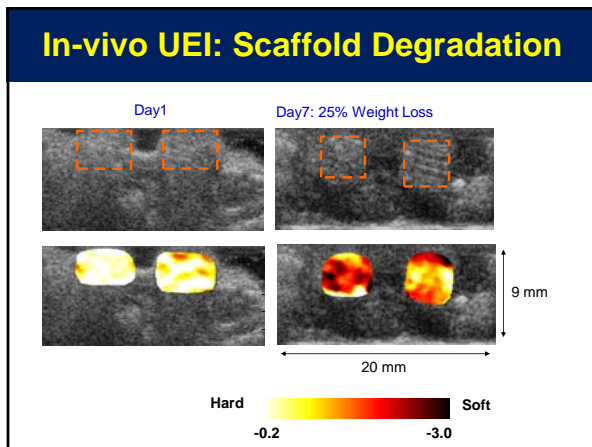 In-vivo UEI: Scaffold Degradation
Day1
Day7: 25% Weight Loss
9 mm
20 mm
Hard
Soft
-0.2
-3.0